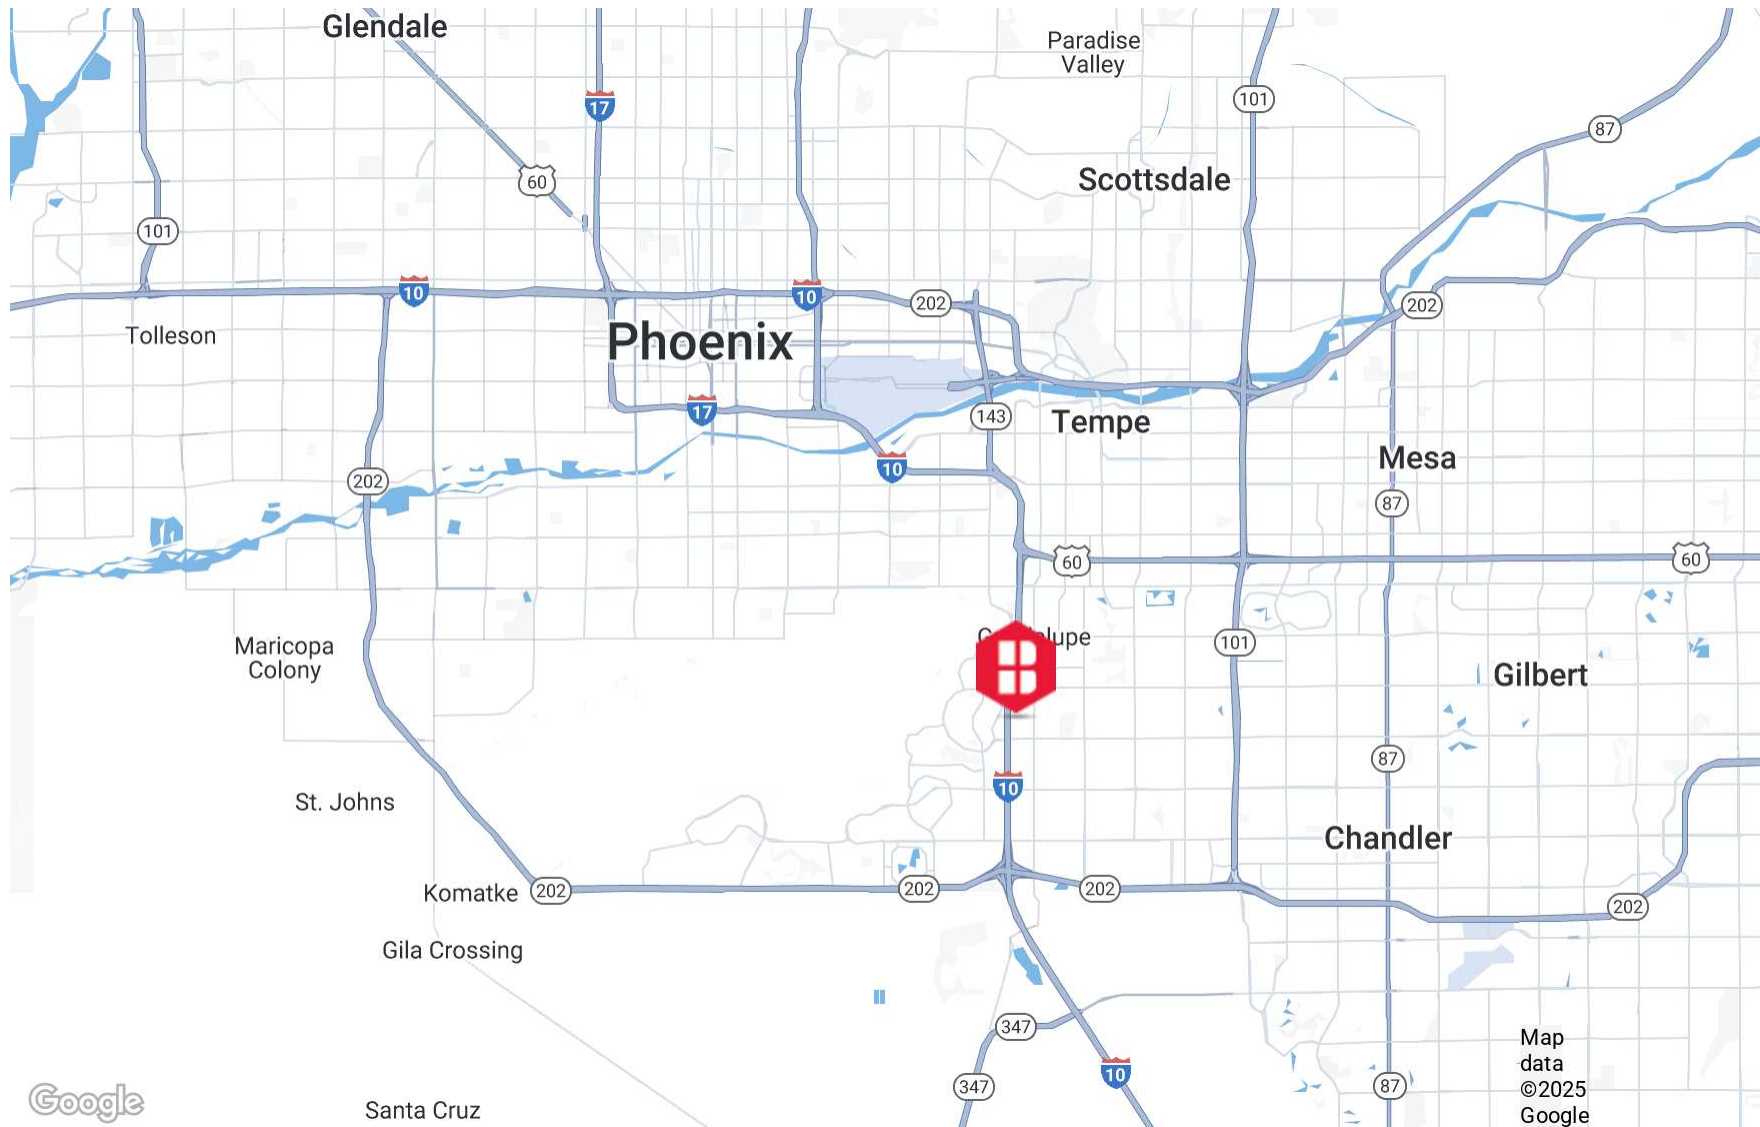 Glendale
Paradise
Valley
17
101
87
60
Scottsdale
101
10
10
202
202
Tolleson
Phoenix
17
143
Tempe
10
Mesa
202
87
60
60
Maricopa
Colony
101
Gilbert
87
10
St. Johns
Chandler
Komatke
202
202
202
202
Gila Crossing
347
Map
data
©2025
Google
10
347
87
Google
Santa Cruz